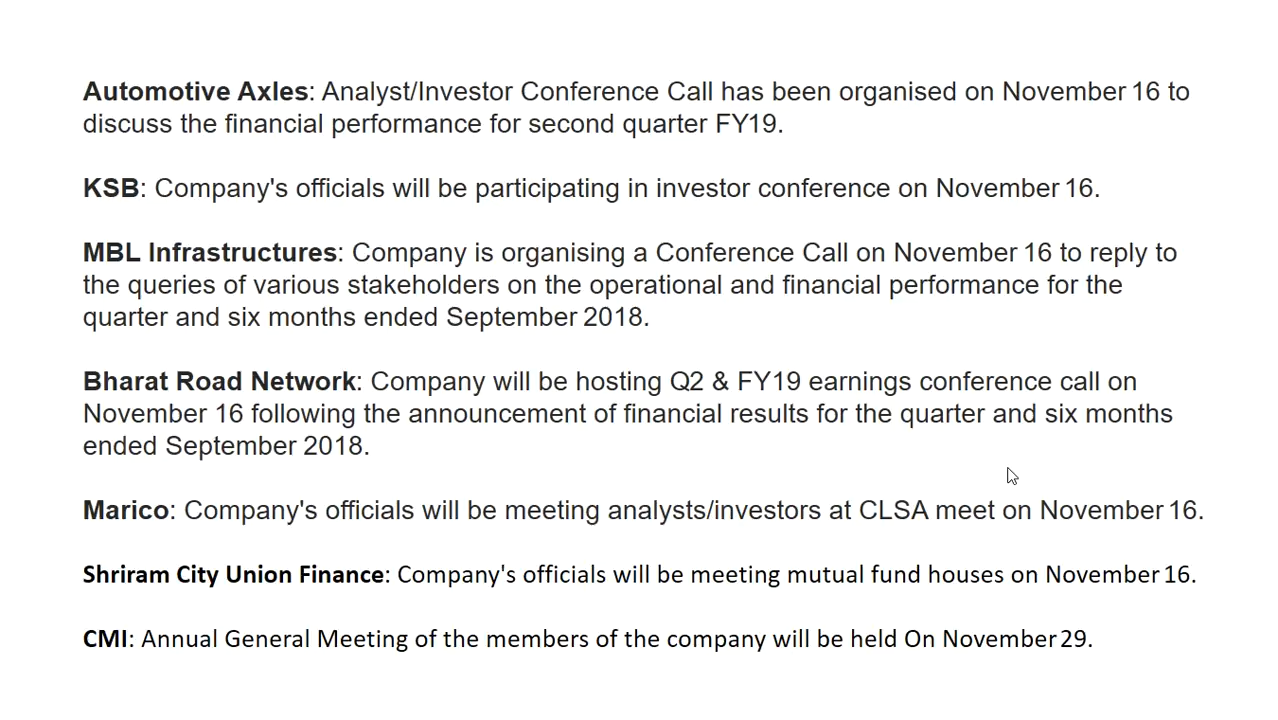 Automotive Axles: Analyst/Investor Conference Call has been organised on November 16 to
discuss the financial performance for second quarter FY19.
KSB: Company's officials will be participating in investor conference on November 16.
MBL Infrastructures: Company is organising a Conference Call on November 16 to reply to
the queries of various stakeholders on the operational and financial performance for the
quarter and six months ended September 2018.
Bharat Road Network: Company will be hosting Q2 & FY19 earnings conference call on
November 16 following the announcement of financial results for the quarter and six months
ended September 2018.
Marico: Company's officials will be meeting analysts/investors at CLSA meet on November 16.
Shriram City Union Finance: Company's officials will be meeting mutual fund houses on November 16.
CMI: Annual General Meeting of the members of the company will be held On November 29.